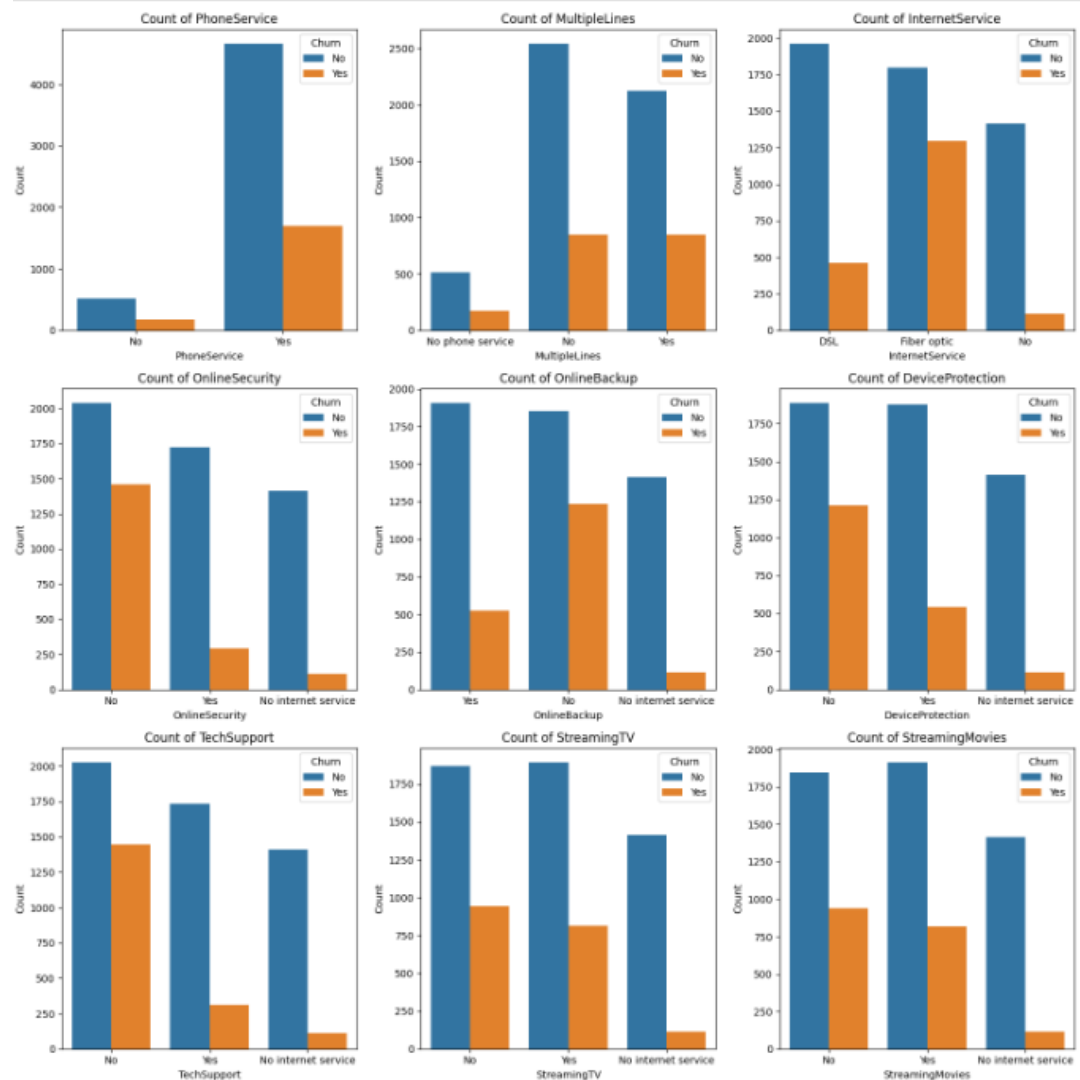 Count of PhoneService
Churn
No
Yes
4000
3000
2000
1000
0
Count
No Yes
PhoneService
Count of MultipleLines
Churn
No
Yes
2500
2000
1500
1000
500
0
Count
No phone service No Yes
MultipleLines
Count of InternetService
Churn
No
Yes
2000
1750
1500
1250
1000
750
500
250
0
Count
DSL Fiber optic No
InternetService
Count of OnlineSecurity
Churn
No
Yes
2000
1750
1500
1250
1000
750
500
250
0
Count
No Yes No internet service
OnlineSecurity
Count of OnlineBackup
Churn
No
Yes
2000
1750
1500
1250
1000
750
500
250
0
Count
Yes No No internet service
OnlineBackup
Count of DeviceProtection
Churn
No
Yes
1750
1500
1250
1000
750
500
250
0
Count
No Yes No internet service
DeviceProtection
Count of TechSupport
Churn
No
Yes
2000
1750
1500
1250
1000
750
500
250
0
Count
No Yes No internet service
TechSupport
Count of StreamingTV
Churn
No
Yes
1750
1500
1250
1000
750
500
250
0
Count
No Yes No internet service
StreamingTV
Count of StreamingMovies
Churn
No
Yes
2000
1750
1500
1250
1000
750
500
250
0
Count
No Yes No internet service
StreamingMovies